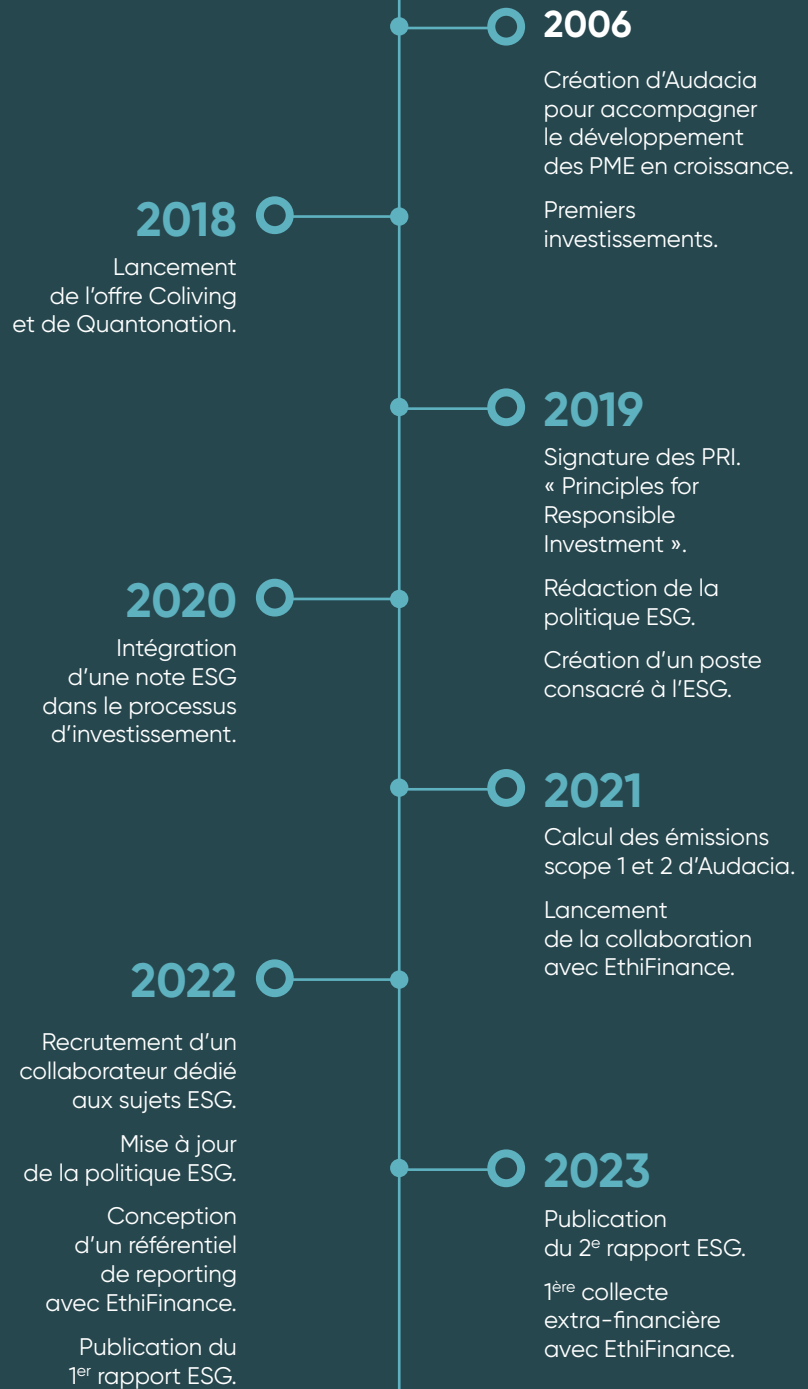 2006
Création d’Audacia
pour accompagner
le développement
des PME en croissance.
Premiers
investissements.
2018
Lancement
de l’offre Coliving
et de Quantonation.
2019
Signature des PRI.
« Principles for
Responsible
Investment ».
Rédaction de la
politique ESG.
Création d’un poste
consacré à l’ESG.
2020
Intégration
d’une note ESG
dans le processus
d’investissement.
2021
Calcul des émissions
scope 1 et 2 d’Audacia.
Lancement
de la collaboration
avec EthiFinance.
2022
Recrutement d’un
collaborateur dédié
aux sujets ESG.
Mise à jour
de la politique ESG.
Conception
d’un référentiel
de reporting
avec EthiFinance.
Publication du
1er rapport ESG.
2023
Publication
du 2e rapport ESG.
1ère collecte
extra-financière
avec EthiFinance.